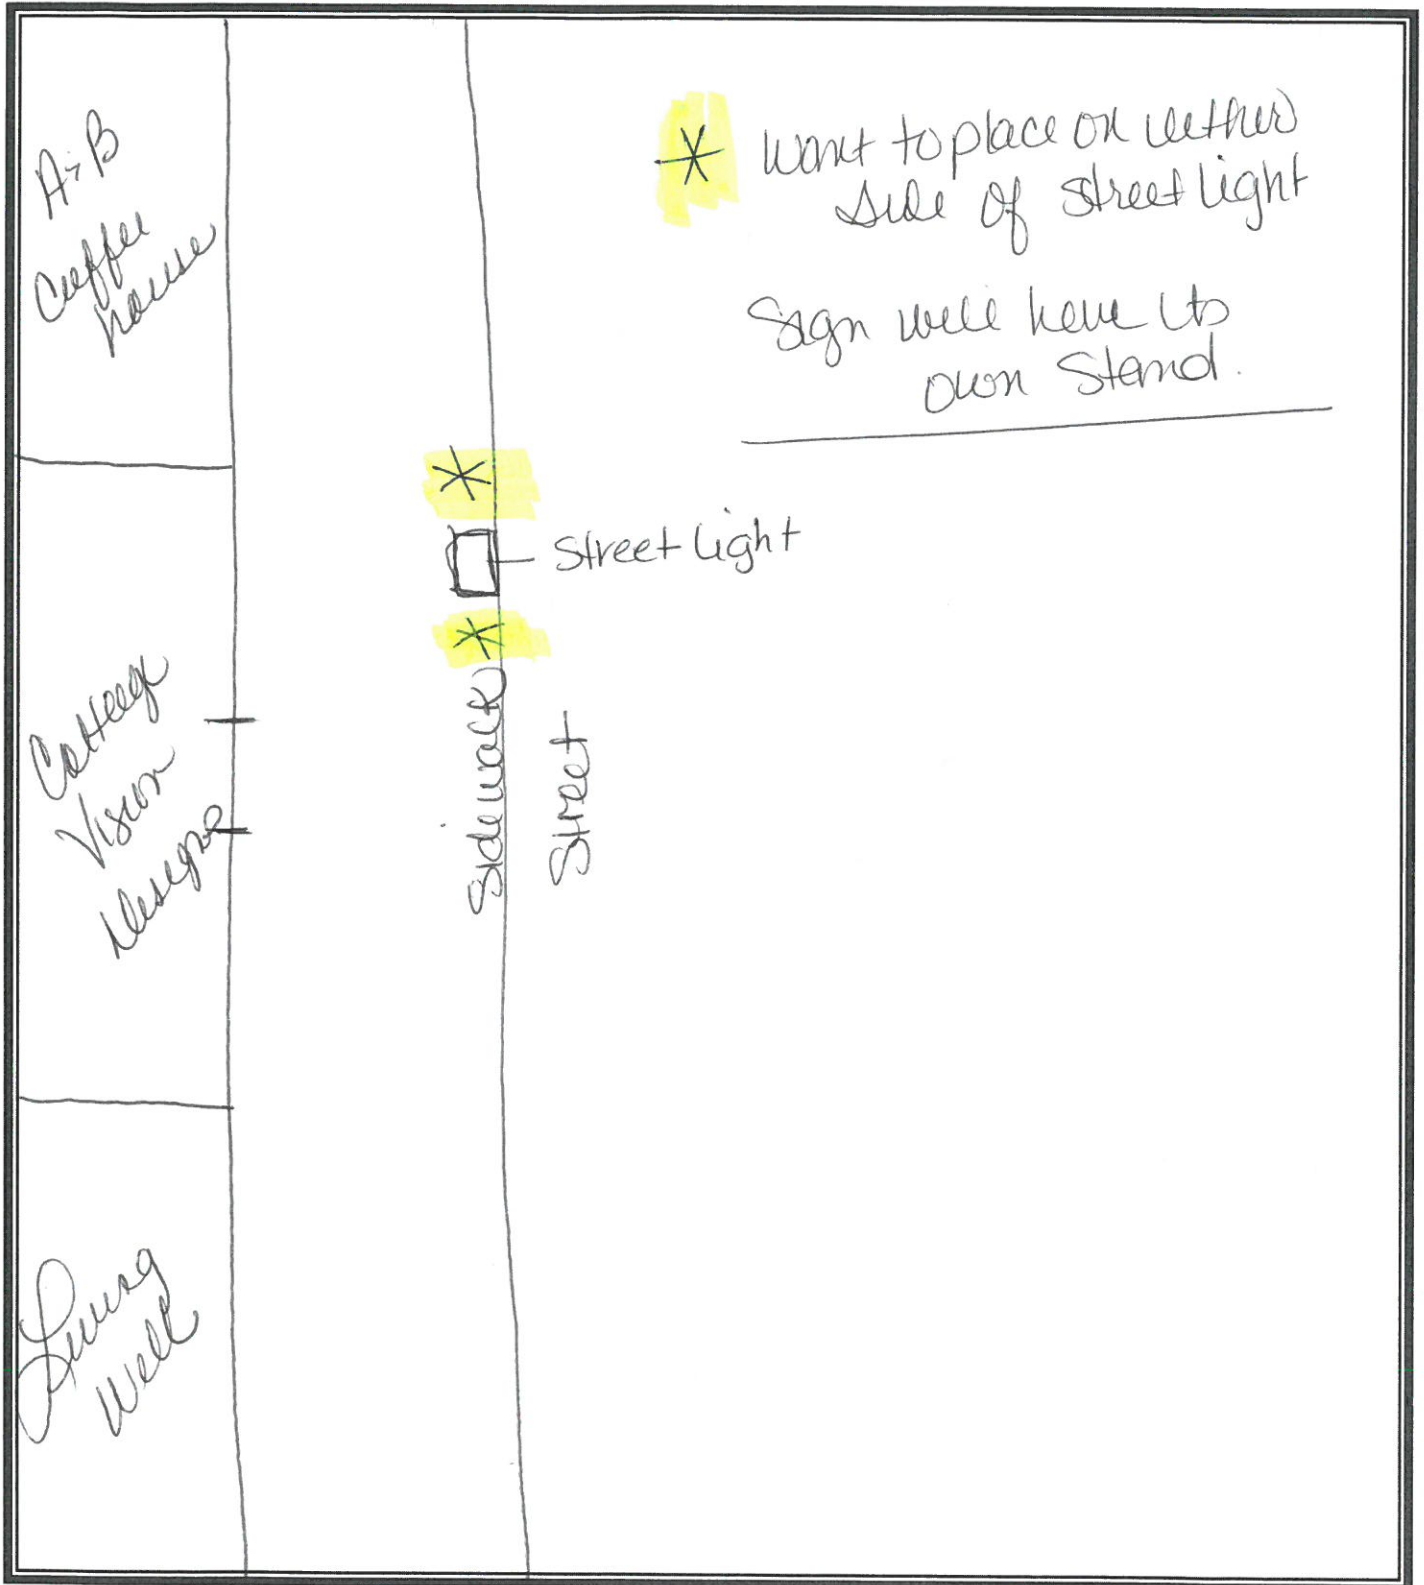 * Want to place on either
side of street light
Sign will have its
own Stand.
A & B
Coffee
house
* 
Street Light
*
Cottage
Vision
Designs
Sidewalk
Street
Living
Well